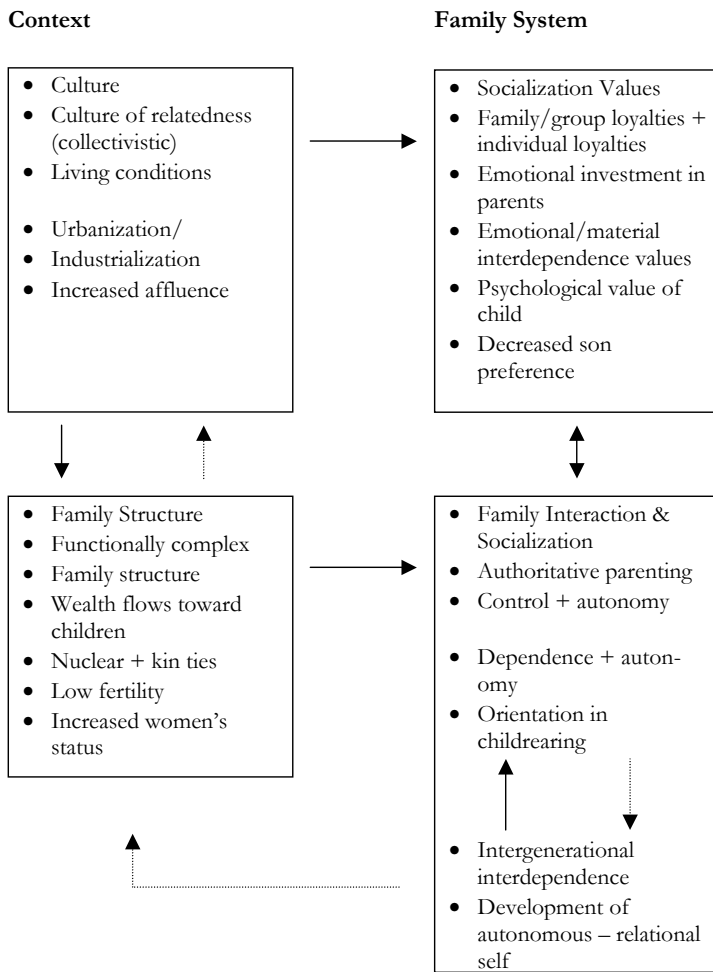 Context
• Culture
• Culture of relatedness
(collectivistic)
• Living conditions
• Urbanization/
• Industrialization
• Increased affluence
Family System
• Socialization Values
• Family/group loyalties +
individual loyalties
• Emotional investment in
parents
• Emotional/material
interdependence values
• Psychological value of
child
• Decreased son
preference
• Family Structure
• Functionally complex
• Family structure
• Wealth flows toward
children
• Nuclear + kin ties
• Low fertility
• Increased women's
status
• Family Interaction &
Socialization
• Authoritative parenting
• Control + autonomy
• Dependence + auton-
omy
• Orientation in
childrearing
• Intergenerational
interdependence
• Development of
autonomous – relational
self